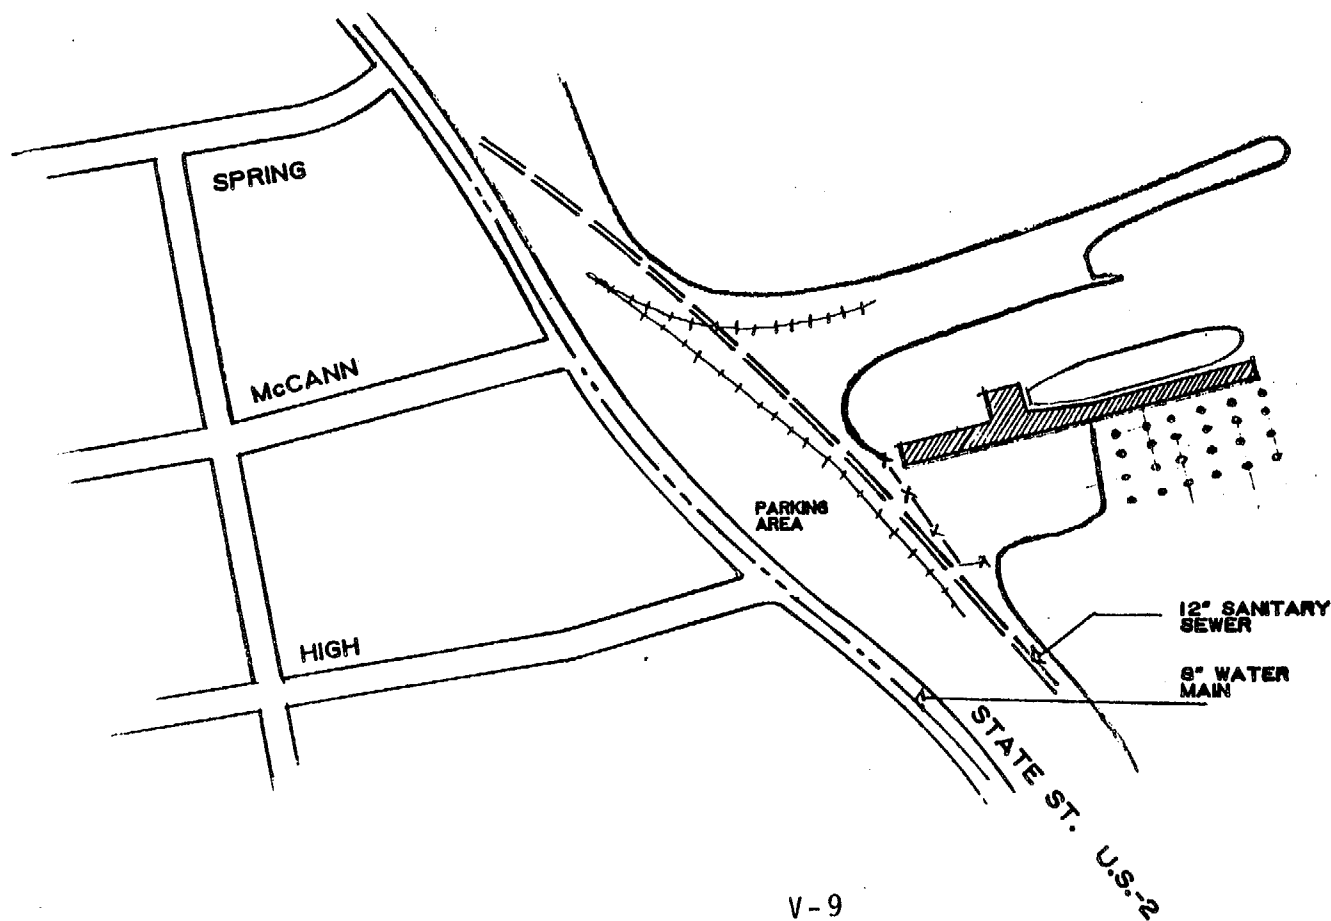 SPRING
McCANN
PARKING
AREA
HIGH
12" SANITARY
SEWER
8" WATER
MAIN
STATE ST. U.S.-2
V-9